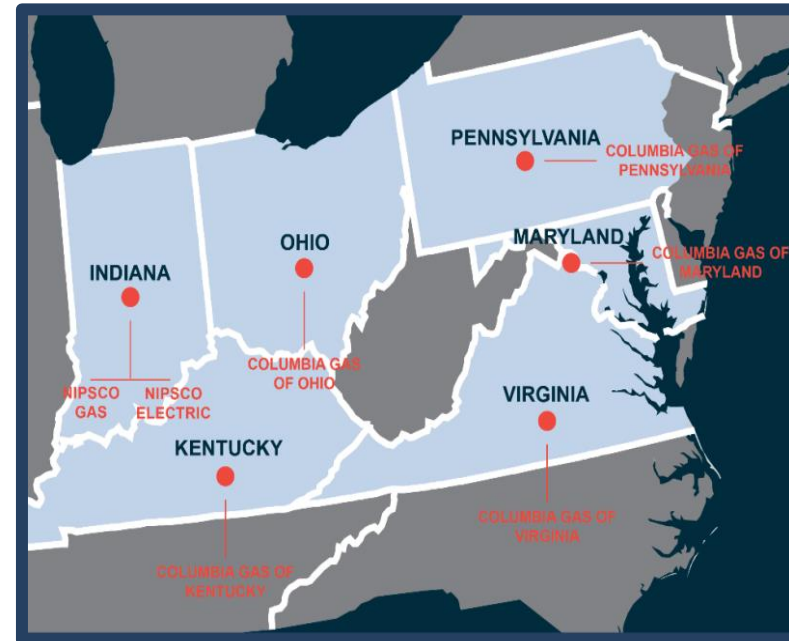 PENNSYLVANIA
COLUMBIA GAS OF
PENNSYLVANIA
OHIO
MARYLAND
COLUMBIA GAS OF
MARYLAND
INDIANA
COLUMBIA GAS
OF OHIO
NIPSCO
GAS
NIPSCO
ELECTRIC
VIRGINIA
KENTUCKY
COLUMBIA GAS OF
VIRGINIA
COLUMBIA GAS OF
KENTUCKY